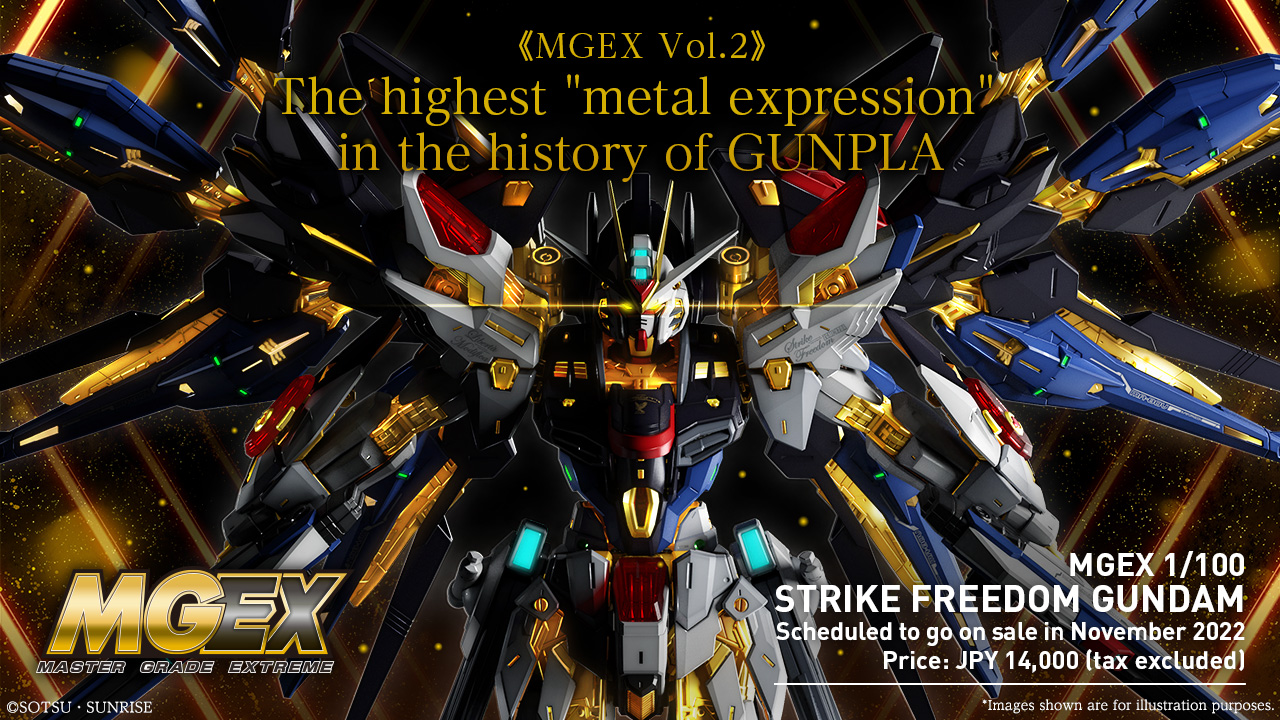 《MGEX Vol.2》
The highest "metal expression"
in the history of GUNPLA
Strike
Freedom
MGEX
MASTER GRADE EXTREME
MGEX 1/100
STRIKE FREEDOM GUNDAM
Scheduled to go on sale in November 2022
Price: JPY 14,000 (tax excluded)
©SOTSU・SUNRISE
*Images shown are for illustration purposes.